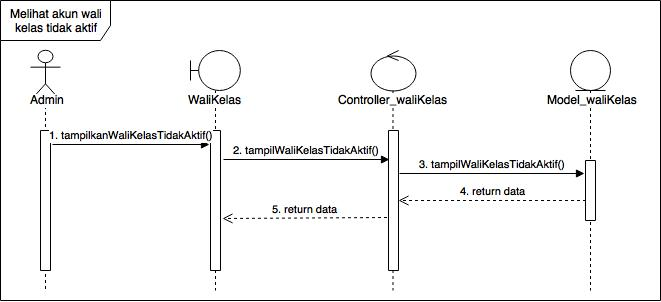 Melihat akun wali
kelas tidak aktif
Admin
WaliKelas
Controller_waliKelas
Model_waliKelas
1. tampilkanWaliKelasTidakAktif()
2. tampilWaliKelasTidakAktif()
3. tampilWaliKelasTidakAktif()
4. return data
5. return data